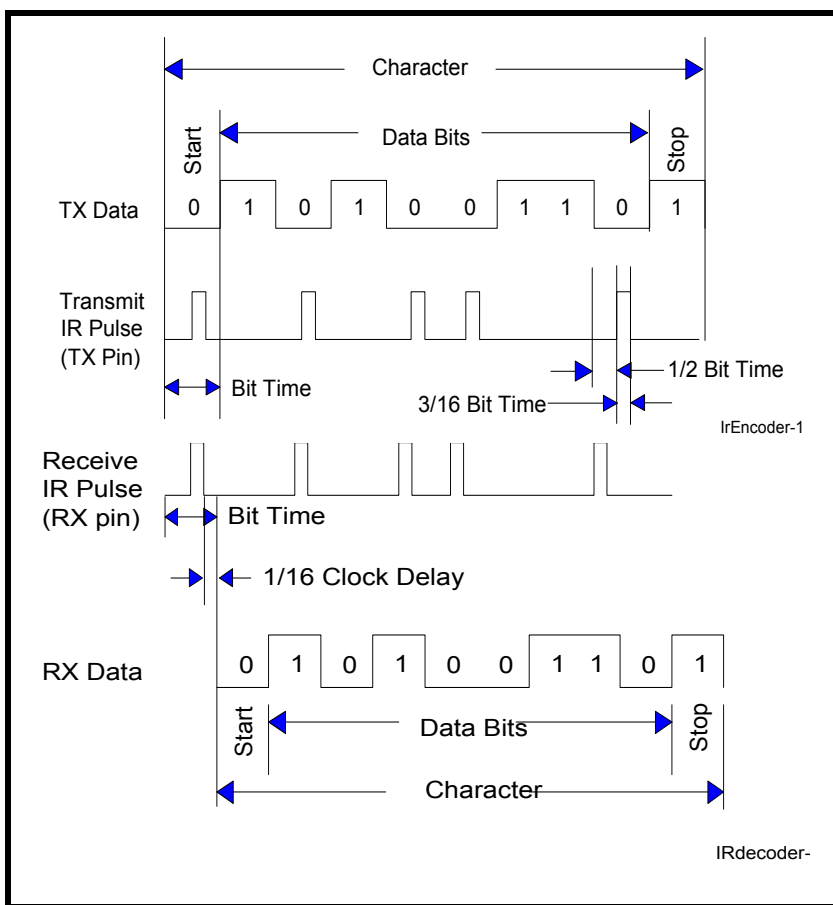 Character
Start
Data Bits
Stop
TX Data
0 1 0 1 0 0 1 1 0 1
Transmit
IR Pulse
(TX Pin)
Bit Time
1/2 Bit Time
3/16 Bit Time
IrEncoder-1
Receive
IR Pulse
(RX pin)
Bit Time
1/16 Clock Delay
RX Data
0 1 0 1 0 0 1 1 0 1
Start
Data Bits
Stop
Character
IRdecoder-